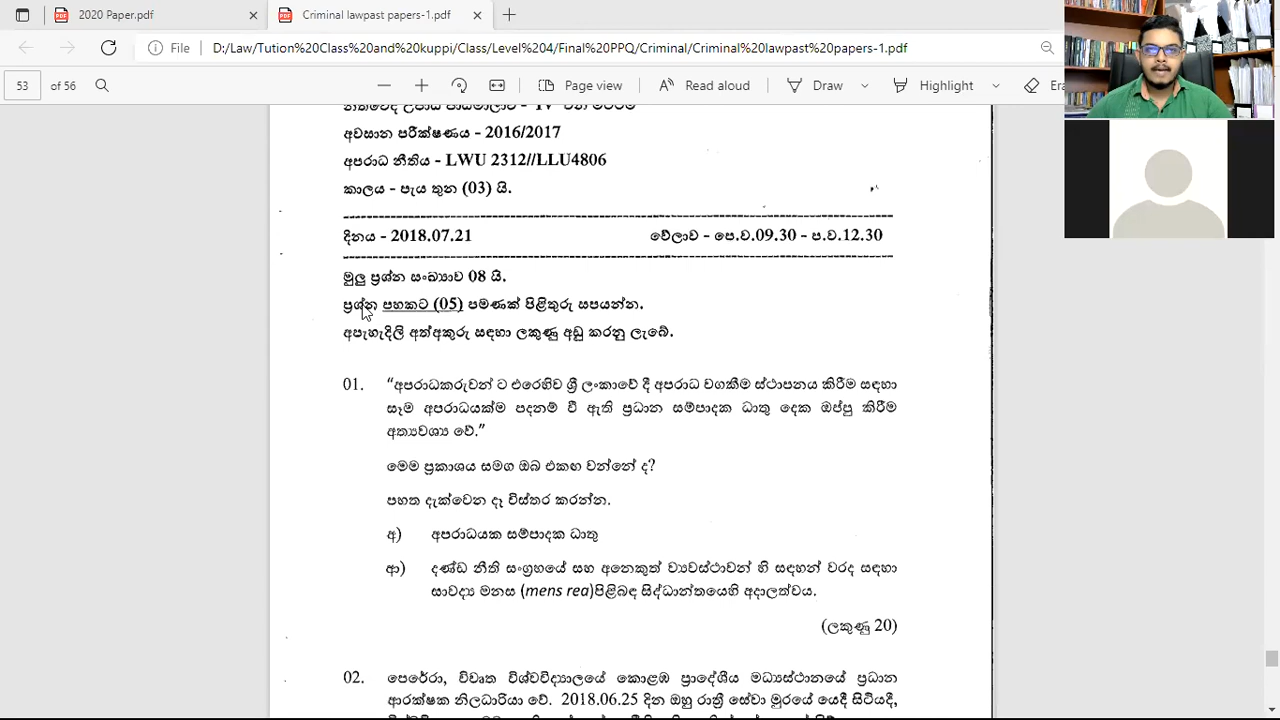 2020 Paper.pdf
Criminal lawpast papers-1.pdf
File
D:/Law/Tution%20Class%20and%20kuppi/Class/Level%204/Final%20PPQ/Criminal/Criminal%20lawpast%20papers-1.pdf
53 of 56
Page view
Read aloud
Draw
Highlight
Era
නීතිවේදී උපාධි පාඨමාලාව - IV වන මට්ටම
අවසාන පරීක්ෂණය - 2016/2017
අපරාධ නීතිය - LWU 2312//LLU4806
කාලය - පැය තුන (03) යි.
දිනය - 2018.07.21 වේලාව - පෙ.ව.09.30 - ප.ව.12.30
මුලු ප්‍රශ්න සංඛ්‍යාව 08 යි.
ප්‍රශ්න පහකට (05) පමණක් පිළිතුරු සපයන්න.
අපැහැදිලි අත්අකුරු සඳහා ලකුණු අඩු කරනු ලැබේ.
01. “අපරාධකරුවන් ට එරෙහිව ශ්‍රී ලංකාවේ දී අපරාධ වගකීම ස්ථාපනය කිරීම සඳහා
සෑම අපරාධයක්ම පදනම් වී ඇති ප්‍රධාන සම්පාදක ධාතු දෙක ඔප්පු කිරීම
අත්‍යවශ්‍ය වේ.”
මෙම ප්‍රකාශය සමග ඔබ එකඟ වන්නේ ද?
පහත දැක්වෙන දෑ විස්තර කරන්න.
අ) අපරාධයක සම්පාදක ධාතු
ආ) දණ්ඩ නීති සංග්‍රහයේ සහ අනෙකුත් ව්‍යවස්ථාවන් හි සඳහන් වරද සඳහා
සාවද්‍ය මනස (mens rea)පිළිබඳ සිද්ධාන්තයෙහි අදාලත්වය.
(ලකුණු 20)
02. පෙරේරා, විවෘත විශ්වවිද්‍යාලයේ කොළඹ ප්‍රාදේශීය මධ්‍යස්ථානයේ ප්‍රධාන
ආරක්ෂක නිලධාරියා වේ. 2018.06.25 දින ඔහු රාත්‍රී සේවා මුරයේ යෙදී සිටියදී,